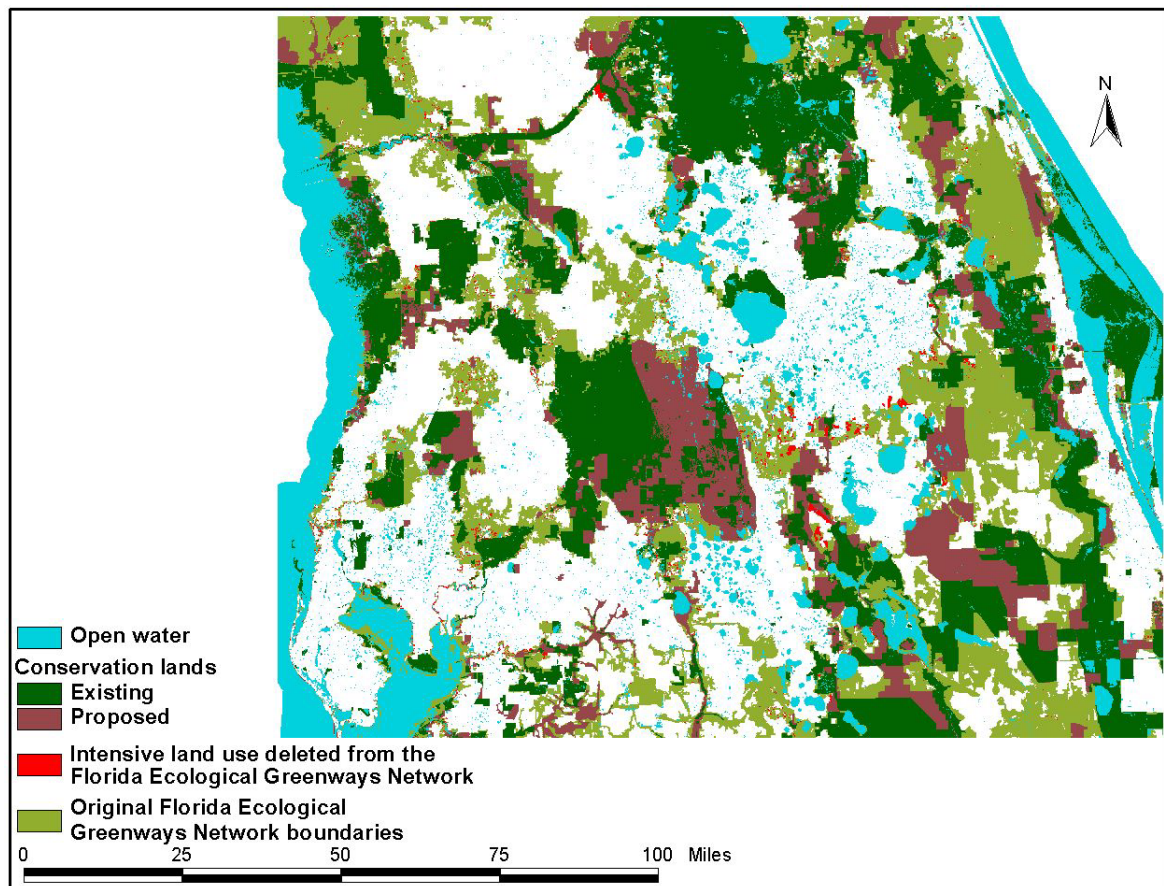 N
Open water
Conservation lands
Existing
Proposed
Intensive land use deleted from the
Florida Ecological Greenways Network
Original Florida Ecological
Greenways Network boundaries
0 25 50 75 100 Miles